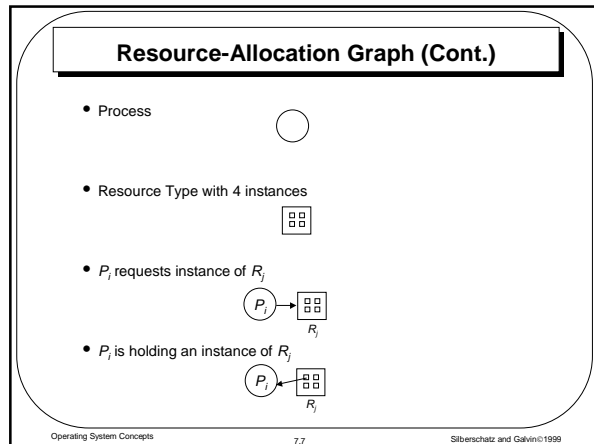 Resource-Allocation Graph (Cont.)
• Process
• Resource Type with 4 instances
• Pi requests instance of Rj
Pi
Rj
• Pi is holding an instance of Rj
Pi
Rj
Operating System Concepts
7.7
Silberschatz and Galvin©1999